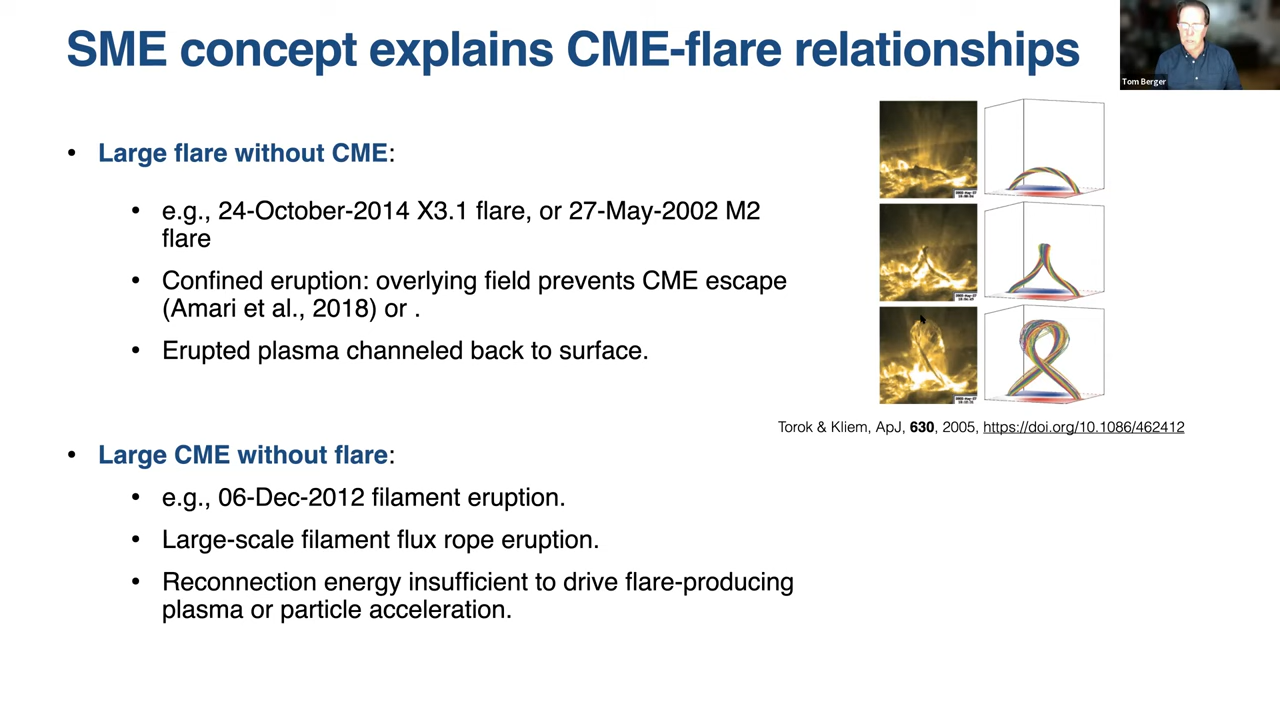 SME concept explains CME-flare relationships
Tom Berger
• Large flare without CME:
• e.g., 24-October-2014 X3.1 flare, or 27-May-2002 M2
flare
• Confined eruption: overlying field prevents CME escape
(Amari et al., 2018) or .
• Erupted plasma channeled back to surface.
Torok & Kliem, ApJ, 630, 2005, https://doi.org/10.1086/462412
• Large CME without flare:
• e.g., 06-Dec-2012 filament eruption.
• Large-scale filament flux rope eruption.
• Reconnection energy insufficient to drive flare-producing
plasma or particle acceleration.